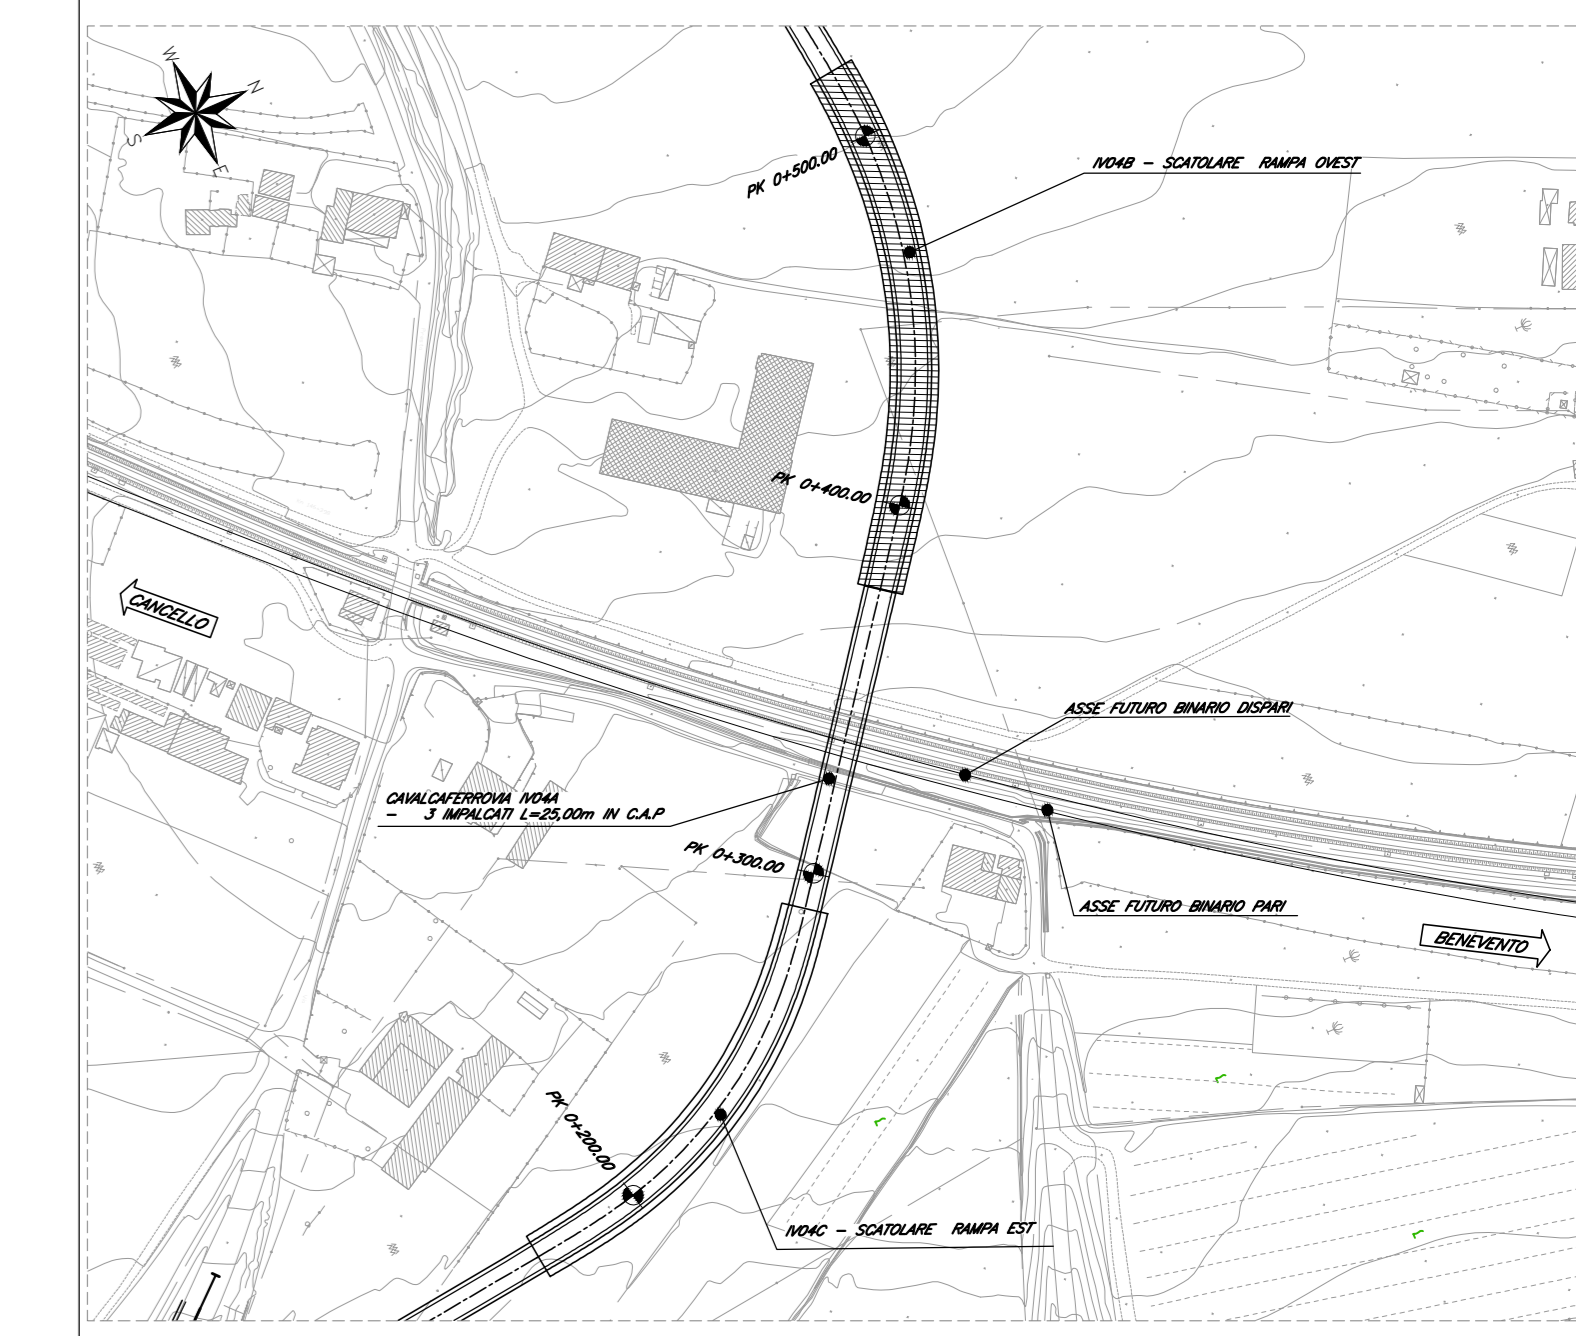 W
N
S
E
PK 0+500.00
IV04B – SCATOLARE RAMPA OVEST
PK 0+400.00
CANCELLO
ASSE FUTURO BINARIO DISPARI
CAVALCAFERROVIA IV04A
– 3 IMPALCATI L=25,00m IN C.A.P
PK 0+300.00
ASSE FUTURO BINARIO PARI
BENEVENTO
PK 0+200.00
IV04C – SCATOLARE RAMPA EST